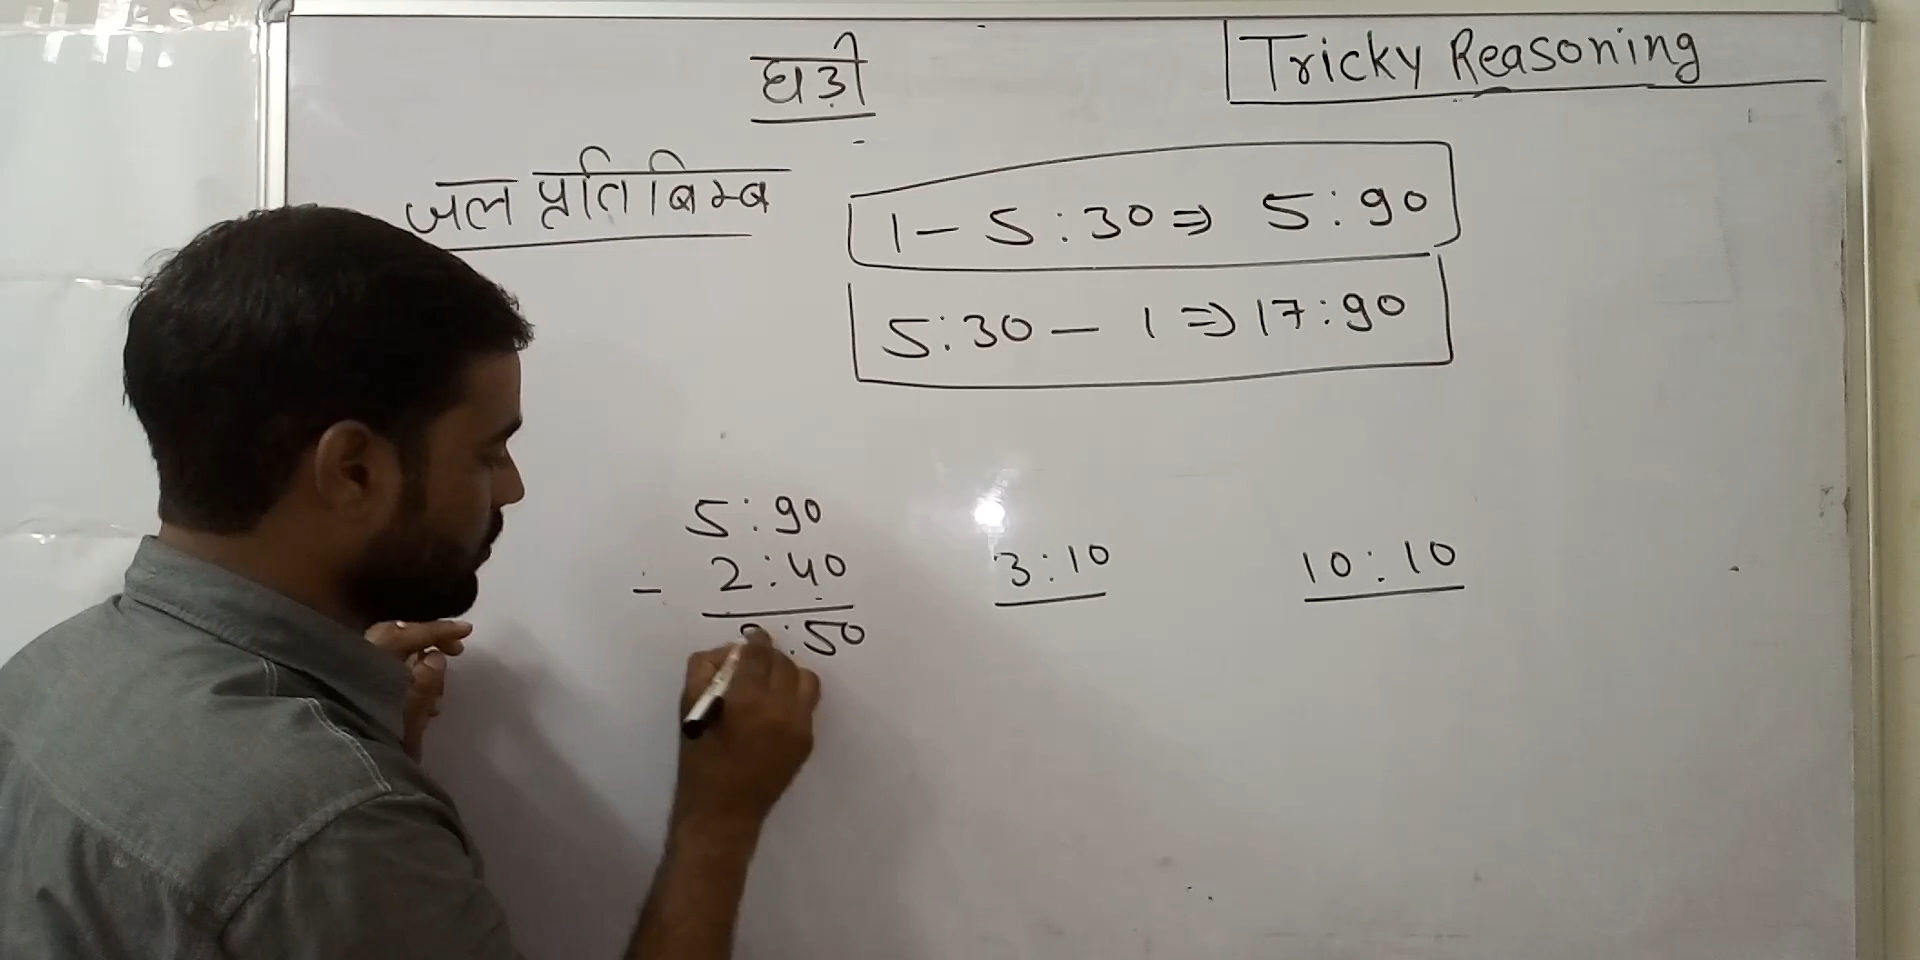 घड़ी
Tricky Reasoning
जल प्रतिबिम्ब
1 - 5:30 ⇒ 5:90
5:30 - 1 ⇒ 17:90
5:90
- 2:40
:50
3:10
10:10